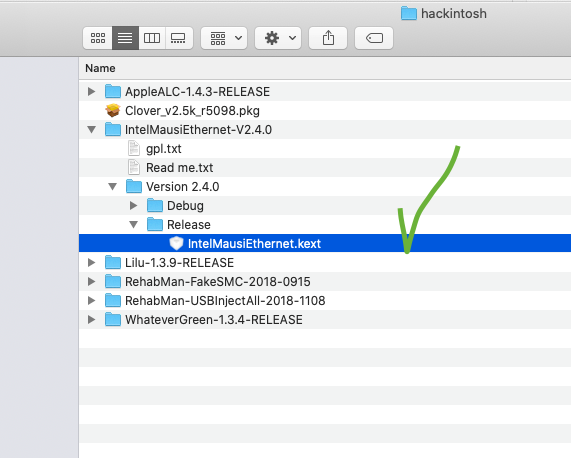 hackintosh
Name
AppleALC-1.4.3-RELEASE
Clover_v2.5k_r5098.pkg
IntelMausiEthernet-V2.4.0
gpl.txt
Read me.txt
Version 2.4.0
Debug
Release
IntelMausiEthernet.kext
Lilu-1.3.9-RELEASE
RehabMan-FakeSMC-2018-0915
RehabMan-USBInjectAll-2018-1108
WhateverGreen-1.3.4-RELEASE